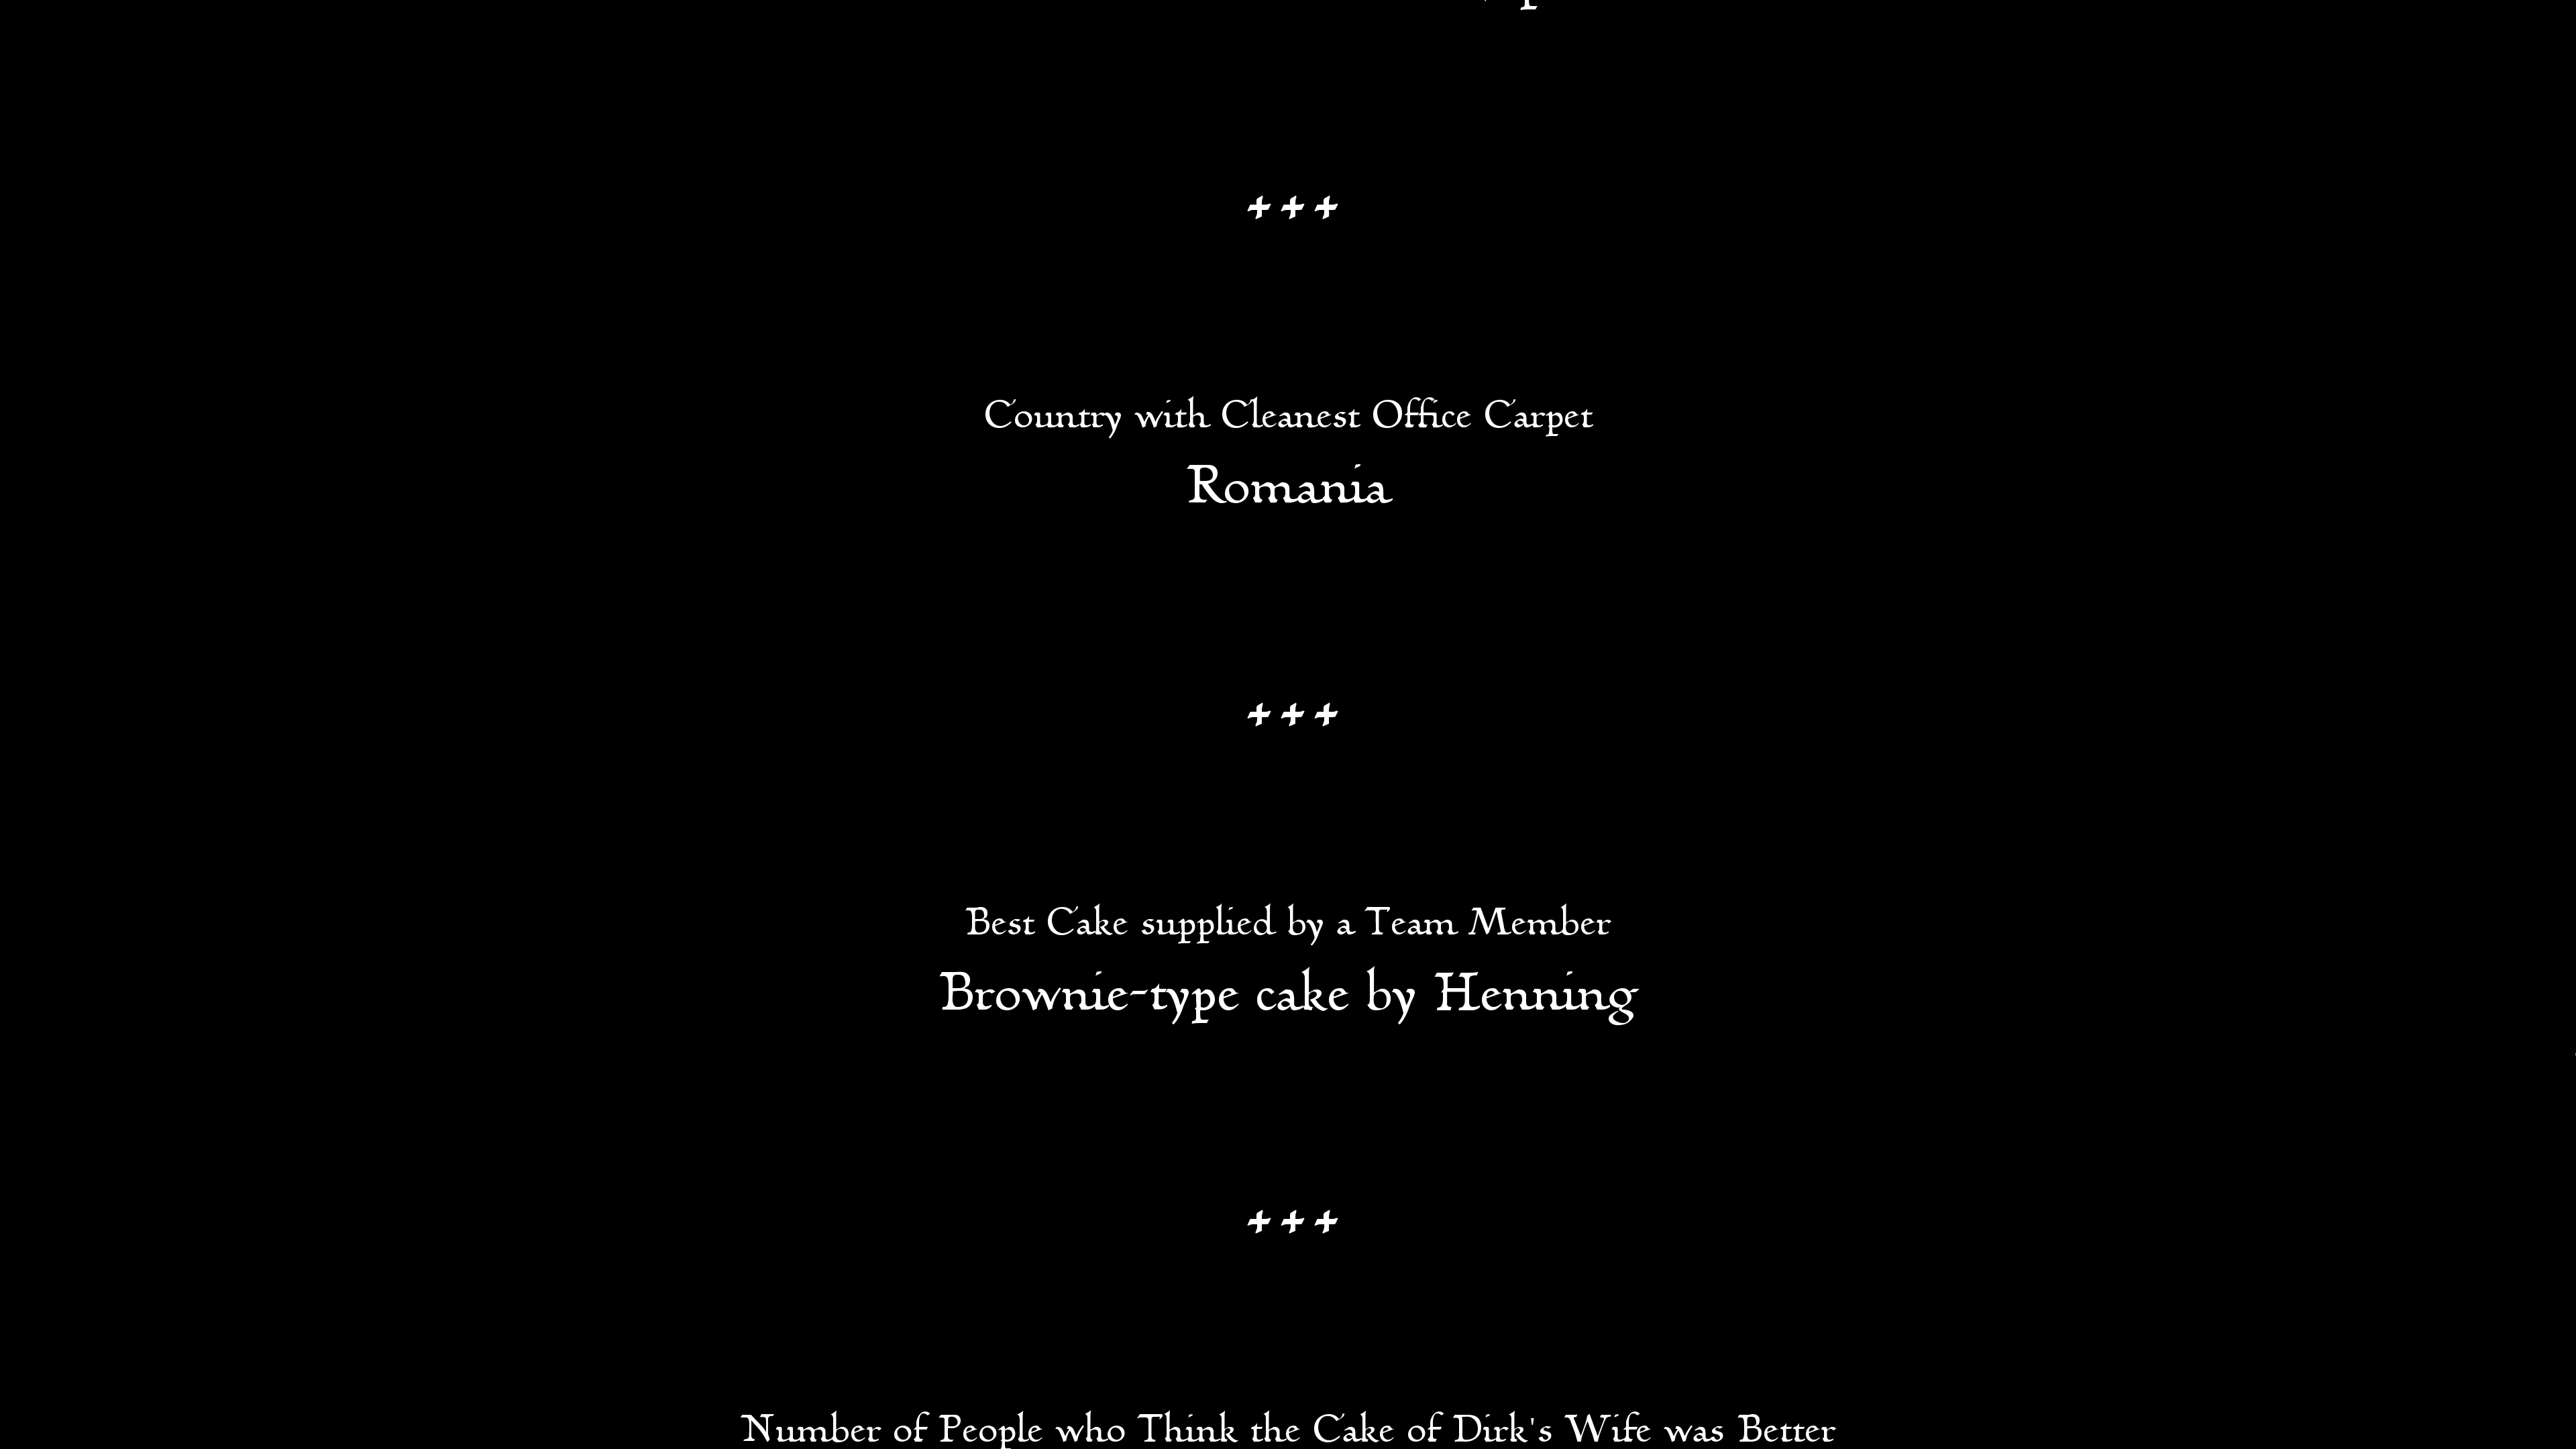 +++
Country with Cleanest Office Carpet
Romania
+++
Best Cake supplied by a Team Member
Brownie-type cake by Henning
+++
Number of People who Think the Cake of Dirk's Wife was Better